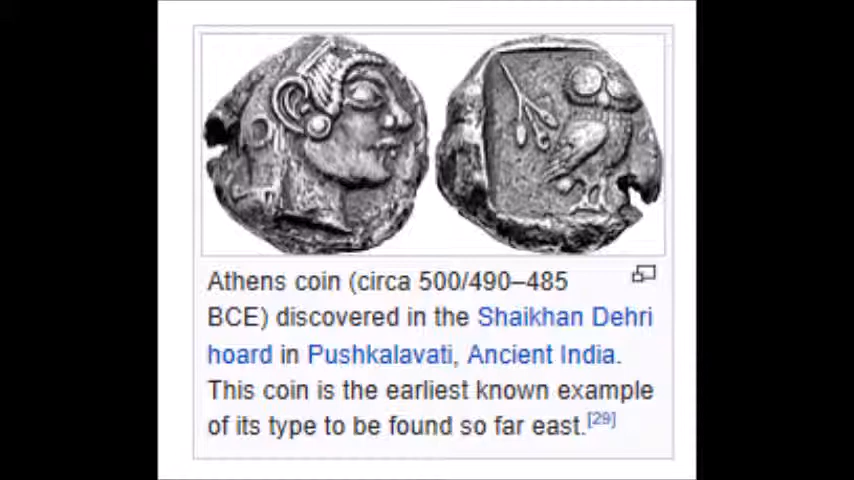 Athens coin (circa 500/490–485
BCE) discovered in the Shaikhan Dehri
hoard in Pushkalavati, Ancient India.
This coin is the earliest known example
of its type to be found so far east.[29]